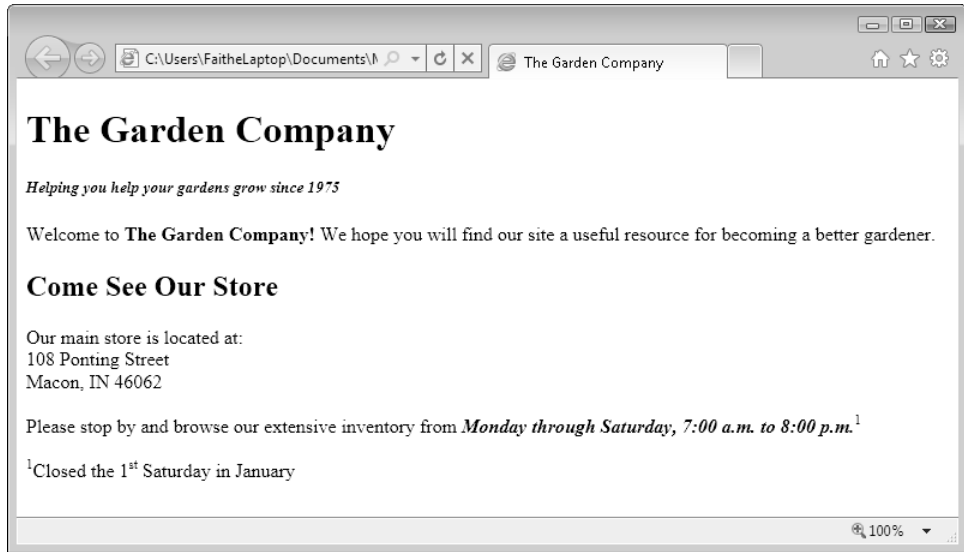 C:\Users\FaitheLaptop\Documents\M
The Garden Company
The Garden Company
Helping you help your gardens grow since 1975
Welcome to The Garden Company! We hope you will find our site a useful resource for becoming a better gardener.
Come See Our Store
Our main store is located at:
108 Ponting Street
Macon, IN 46062
Please stop by and browse our extensive inventory from Monday through Saturday, 7:00 a.m. to 8:00 p.m.¹
¹Closed the 1st Saturday in January
100%